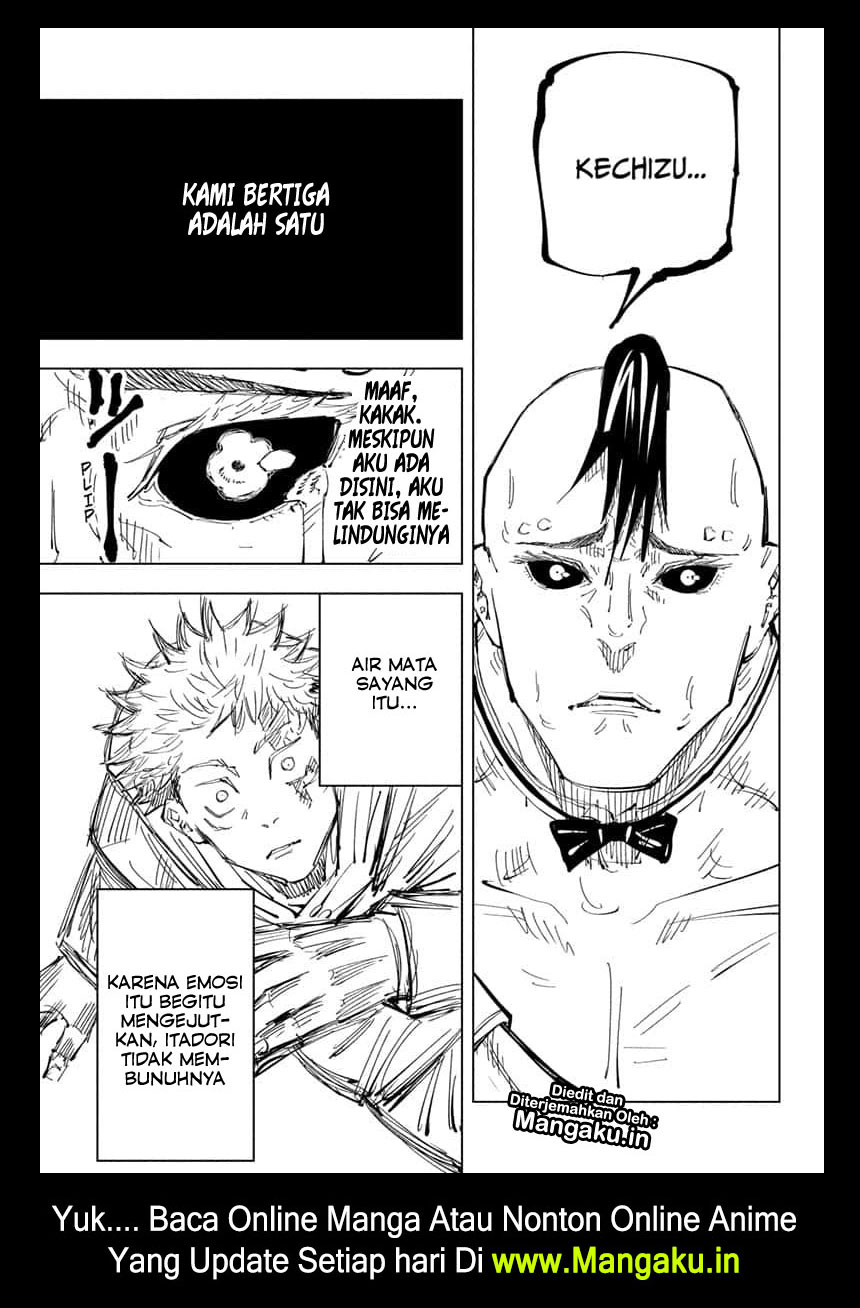 KECHIZU...
KAMI BERTIGA
ADALAH SATU
MAAF,
KAKAK.
MESKIPUN
AKU ADA
DISINI, AKU
TAK BISA ME-
LINDUNGINYA
PLIP
AIR MATA
SAYANG
ITU...
KARENA EMOSI
ITU BEGITU
MENGEJUT-
KAN, ITADORI
TIDAK MEM-
BUNUHNYA
Diedit dan
Diterjemahkan Oleh :
Mangaku.in
Yuk.... Baca Online Manga Atau Nonton Online Anime
Yang Update Setiap hari Di www.Mangaku.in